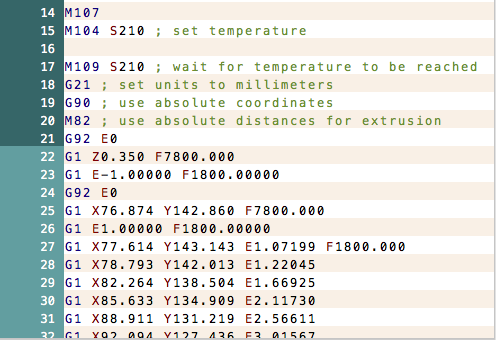 14 M107
15 M104 S210 ; set temperature
16
17 M109 S210 ; wait for temperature to be reached
18 G21 ; set units to millimeters
19 G90 ; use absolute coordinates
20 M82 ; use absolute distances for extrusion
21 G92 E0
22 G1 Z0.350 F7800.000
23 G1 E-1.00000 F1800.00000
24 G92 E0
25 G1 X76.874 Y142.860 F7800.000
26 G1 E1.00000 F1800.00000
27 G1 X77.614 Y143.143 E1.07199 F1800.000
28 G1 X78.793 Y142.013 E1.22045
29 G1 X82.264 Y138.504 E1.66925
30 G1 X85.633 Y134.909 E2.11730
31 G1 X88.911 Y131.219 E2.56611
32 G1 X92.094 Y127.436 E3.01567